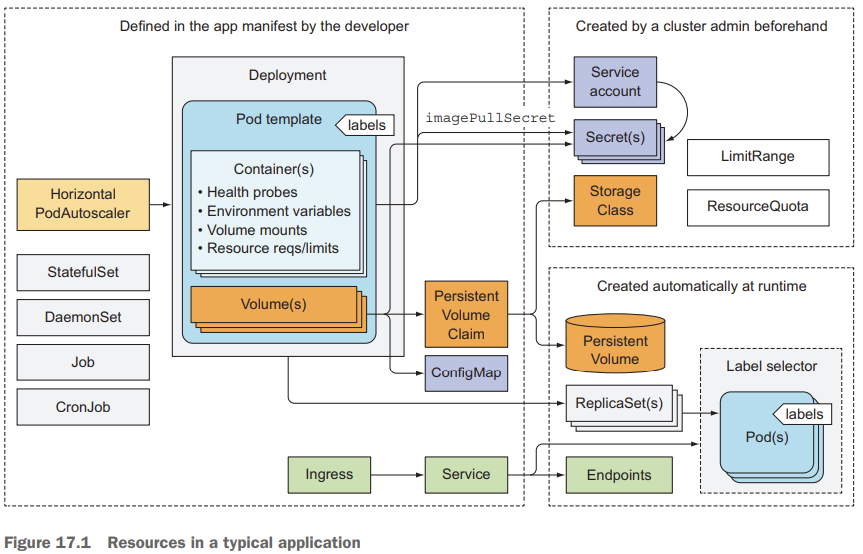 Defined in the app manifest by the developer
Created by a cluster admin beforehand
Deployment
Pod template
labels
Container(s)
• Health probes
• Environment variables
• Volume mounts
• Resource reqs/limits
Volume(s)
Horizontal
PodAutoscaler
StatefulSet
DaemonSet
Job
CronJob
imagePullSecret
Persistent
Volume
Claim
ConfigMap
Ingress
Service
Service
account
Secret(s)
Storage
Class
LimitRange
ResourceQuota
Created automatically at runtime
Persistent
Volume
ReplicaSet(s)
Endpoints
Label selector
labels
Pod(s)
Figure 17.1 Resources in a typical application